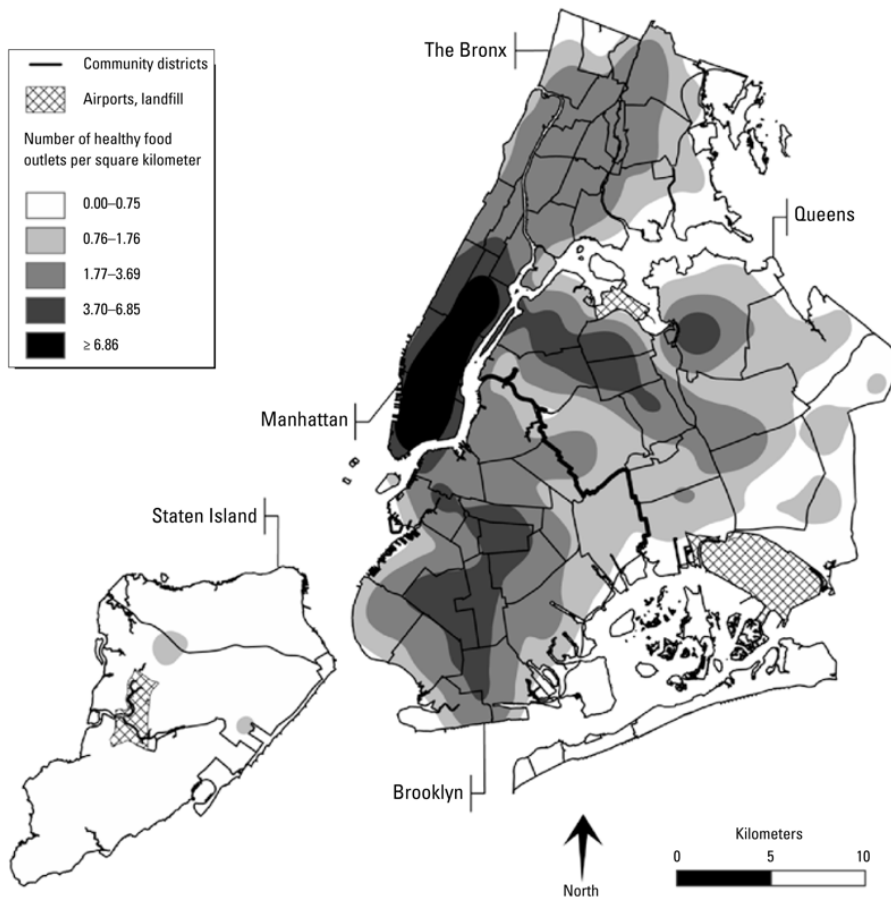 Community districts
Airports, landfill
Number of healthy food
outlets per square kilometer
0.00–0.75
0.76–1.76
1.77–3.69
3.70–6.85
≥ 6.86
The Bronx
Queens
Manhattan
Staten Island
Brooklyn
North
Kilometers
0 5 10